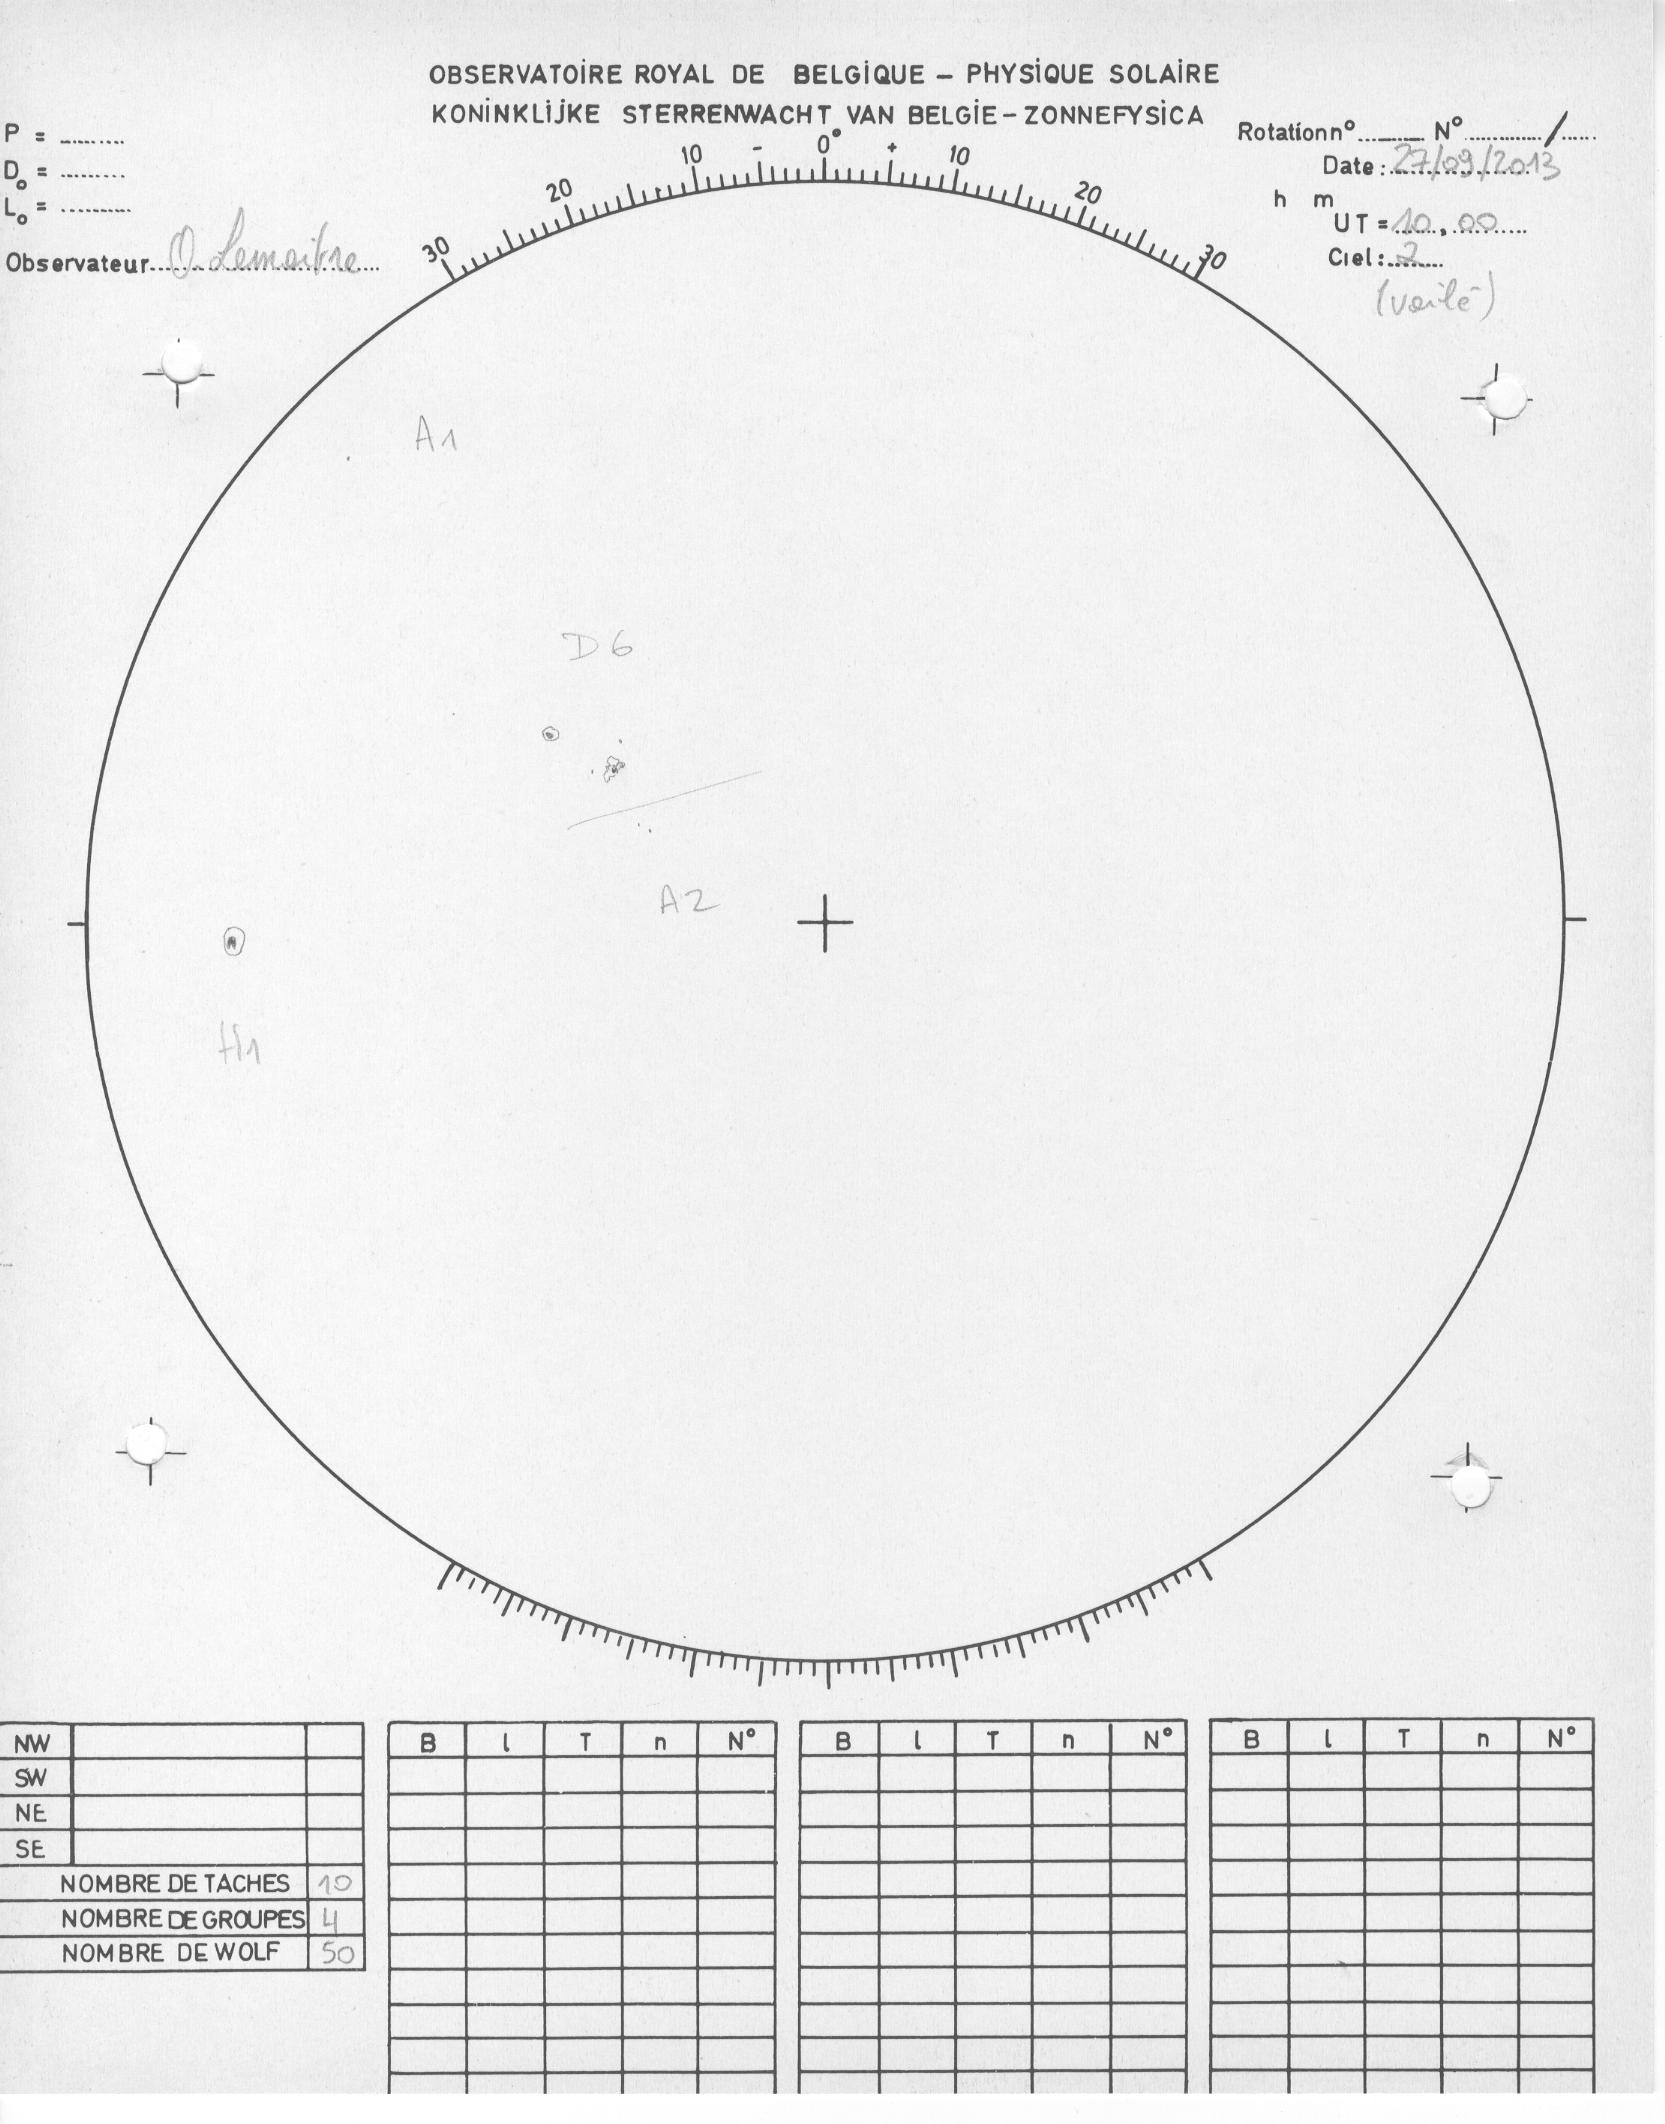 OBSERVATOIRE ROYAL DE BELGIQUE – PHYSIQUE SOLAIRE
KONINKLIJKE STERRENWACHT VAN BELGIE – ZONNEFYSICA
P = .........
D₀ = .........
L₀ = .........
Observateur O. Lemaitre
Rotation n° ......... N° ........./.....
Date : 27/09/2013
h m
UT = 10, 00
Ciel : 2
(voilé)
30 20 10 - 0° + 10 20 30
A1
D6
A2
H1
NW
SW
NE
SE
NOMBRE DE TACHES 10
NOMBRE DE GROUPES 4
NOMBRE DE WOLF 50
B l T n N°
B l T n N°
B l T n N°